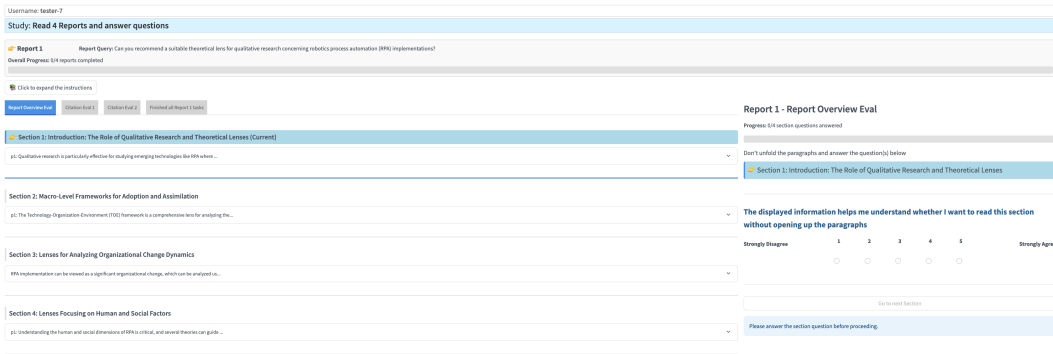 Username: tester-7
Study: Read 4 Reports and answer questions
👉 Report 1 Report Query: Can you recommend a suitable theoretical lens for qualitative research concerning robotics process automation (RPA) implementations?
Overall Progress: 0/4 reports completed
Click to expand the instructions
Report Overview Eval Citation Eval 1 Citation Eval 2 Finished all Report 1 tasks
👉 Section 1: Introduction: The Role of Qualitative Research and Theoretical Lenses (Current)
p1: Qualitative research is particularly effective for studying emerging technologies like RPA where ...
Section 2: Macro-Level Frameworks for Adoption and Assimilation
p1: The Technology-Organization-Environment (TOE) framework is a comprehensive lens for analyzing the...
Section 3: Lenses for Analyzing Organizational Change Dynamics
RPA implementation can be viewed as a significant organizational change, which can be analyzed us...
Section 4: Lenses Focusing on Human and Social Factors
p1: Understanding the human and social dimensions of RPA is critical, and several theories can guide ...
Report 1 - Report Overview Eval
Progress: 0/4 section questions answered
Don't unfold the paragraphs and answer the question(s) below
👉 Section 1: Introduction: The Role of Qualitative Research and Theoretical Lenses
The displayed information helps me understand whether I want to read this section
without opening up the paragraphs
Strongly Disagree 1 2 3 4 5 Strongly Agre
Go to next Section
Please answer the section question before proceeding.